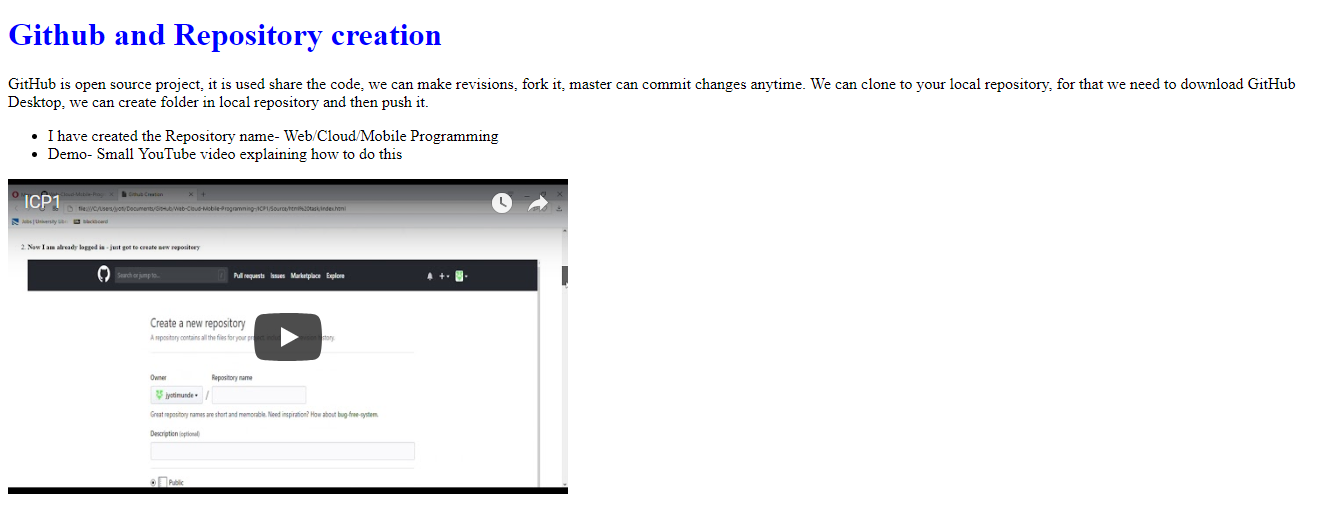 Github and Repository creation
GitHub is open source project, it is used share the code, we can make revisions, fork it, master can commit changes anytime. We can clone to your local repository, for that we need to download GitHub
Desktop, we can create folder in local repository and then push it.
I have created the Repository name- Web/Cloud/Mobile Programming
Demo- Small YouTube video explaining how to do this
ICP1
Github Creation
file:///C:/Users/jyoti/Documents/GitHub/Web-Cloud-Mobile-Programming-/ICP1/Source/html%20task/index.html
2. Now I am already logged in - just got to create new repository
Search or jump to... / Pull requests Issues Marketplace Explore
Create a new repository
A repository contains all the files for your history.
Owner Repository name
jyotimunde /
Great repository names are short and memorable. Need inspiration? How about bug-free-system.
Description (optional)
Public